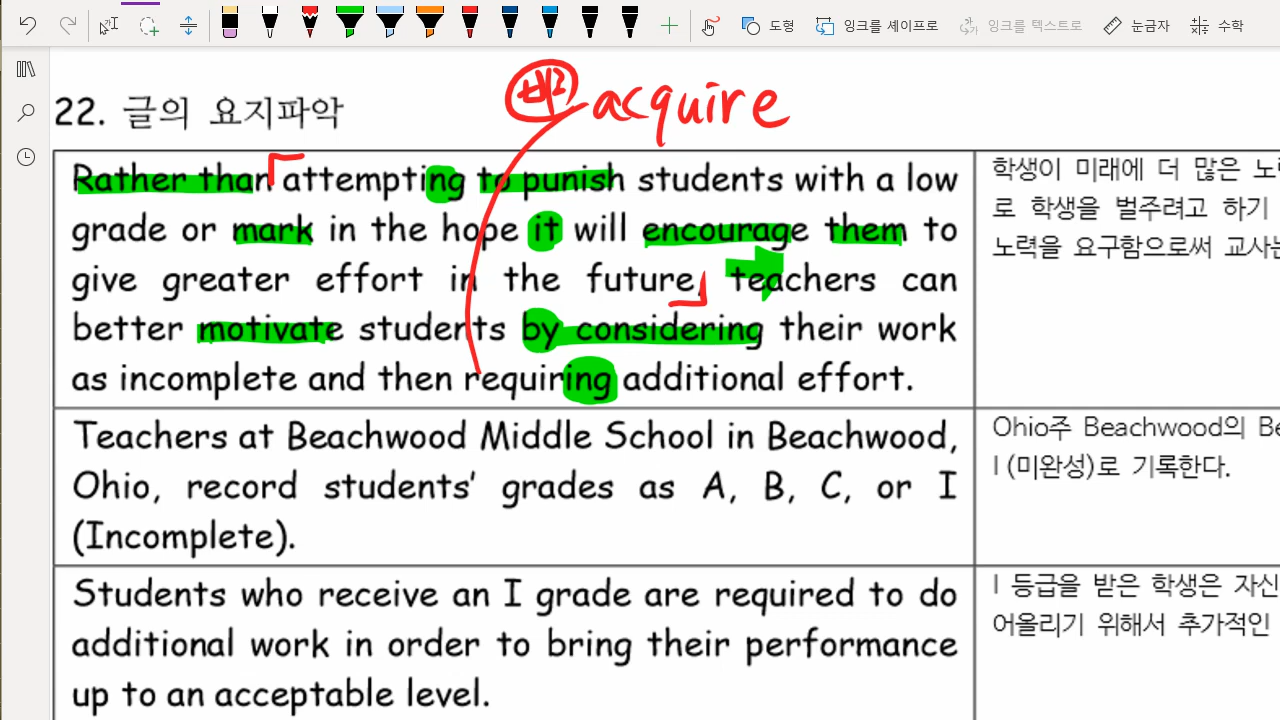 도형
잉크를 셰이프로
잉크를 텍스트로
눈금자
수학
비교 acquire
22. 글의 요지파악
Rather than attempting to punish students with a low
grade or mark in the hope it will encourage them to
give greater effort in the future, teachers can
better motivate students by considering their work
as incomplete and then requiring additional effort.
학생이 미래에 더 많은 노
로 학생을 벌주려고 하기
노력을 요구함으로써 교사는
Teachers at Beachwood Middle School in Beachwood,
Ohio, record students' grades as A, B, C, or I
(Incomplete).
Ohio주 Beachwood의 Be
I (미완성)로 기록한다.
Students who receive an I grade are required to do
additional work in order to bring their performance
up to an acceptable level.
I 등급을 받은 학생은 자신
어올리기 위해서 추가적인